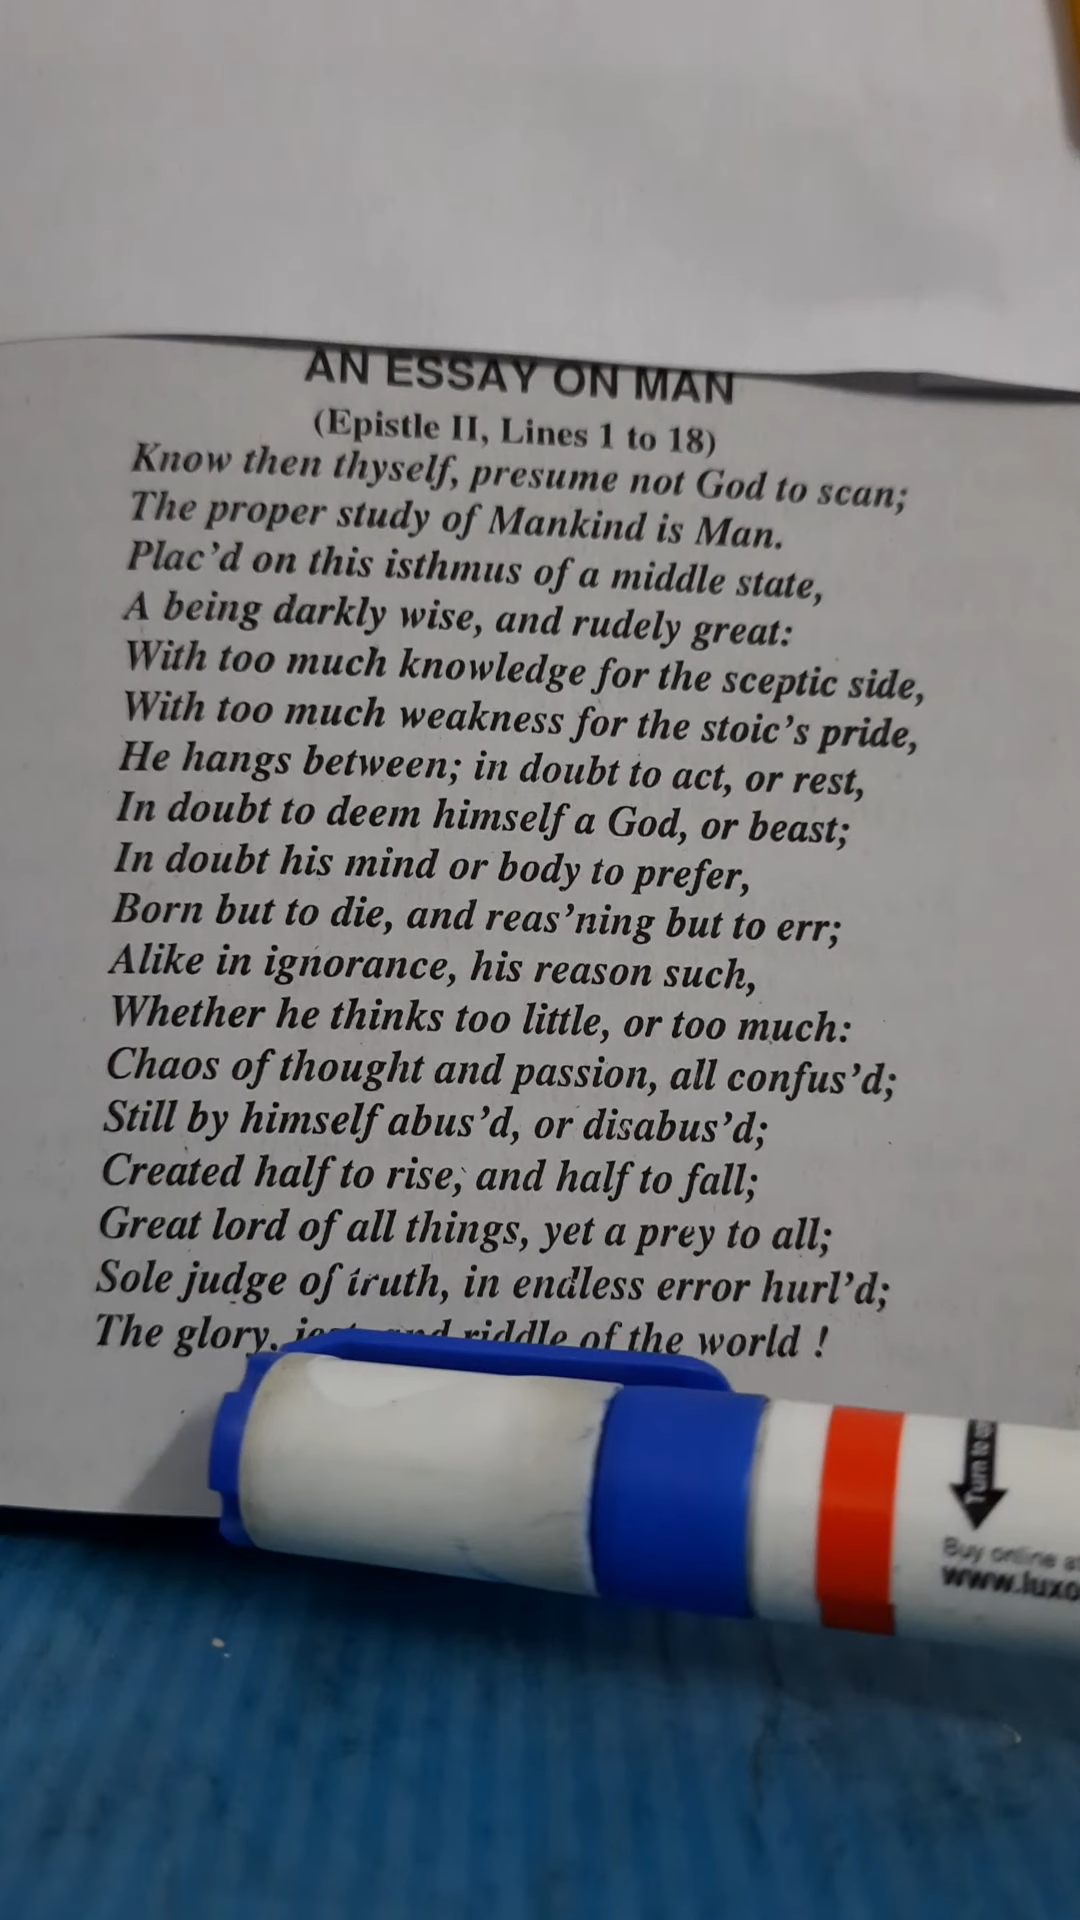 AN ESSAY ON MAN
(Epistle II, Lines 1 to 18)
Know then thyself, presume not God to scan;
The proper study of Mankind is Man.
Plac'd on this isthmus of a middle state,
A being darkly wise, and rudely great:
With too much knowledge for the sceptic side,
With too much weakness for the stoic's pride,
He hangs between; in doubt to act, or rest,
In doubt to deem himself a God, or beast;
In doubt his mind or body to prefer,
Born but to die, and reas'ning but to err;
Alike in ignorance, his reason such,
Whether he thinks too little, or too much:
Chaos of thought and passion, all confus'd;
Still by himself abus'd, or disabus'd;
Created half to rise, and half to fall;
Great lord of all things, yet a prey to all;
Sole judge of truth, in endless error hurl'd;
The glory, and riddle of the world !
Turn to
Buy online at
www.luxo